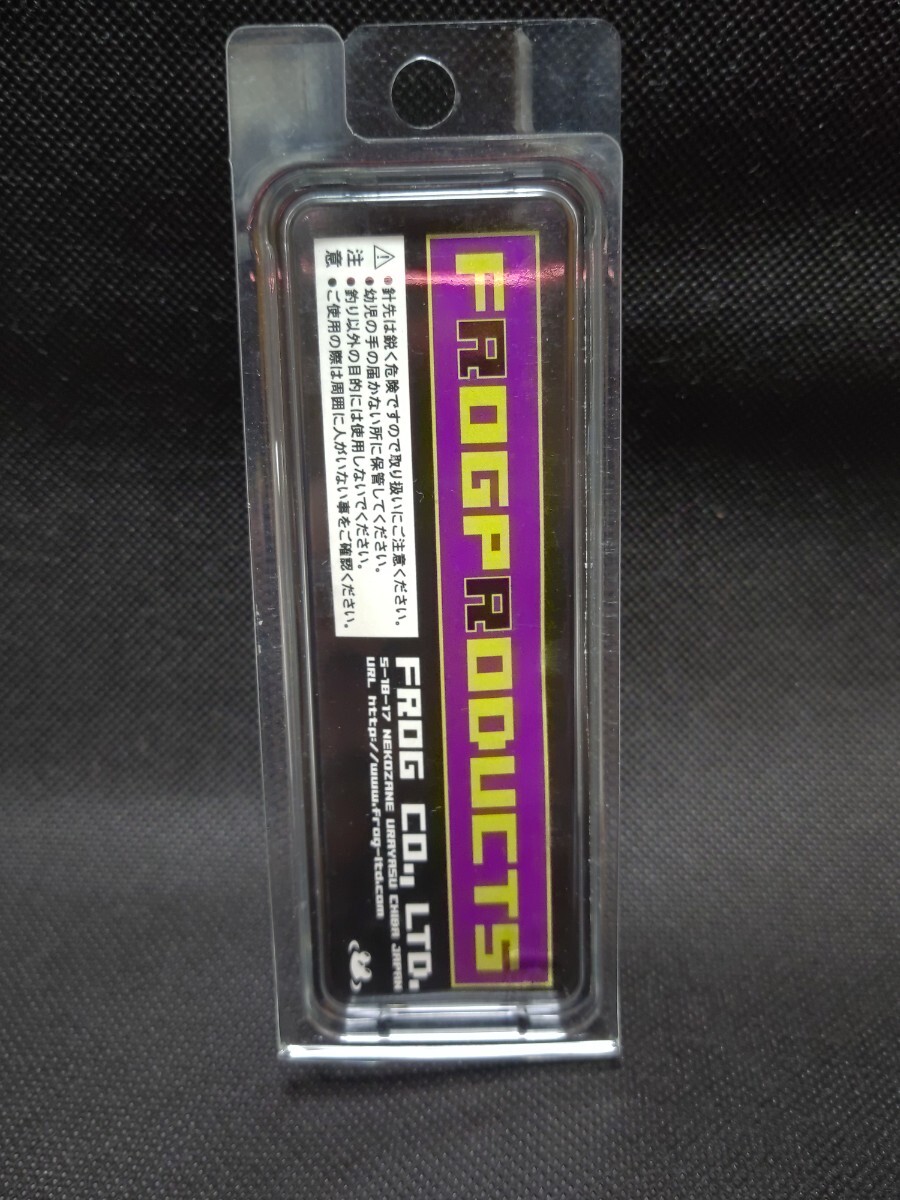 FROGPRODUCTS
⚠注意
●針先は鋭く危険ですので取り扱いにご注意ください。
●幼児の手の届かない所に保管してください。
●釣り以外の目的には使用しないでください。
●ご使用の際は周囲に人がいない事をご確認ください。
FROG CO., LTD.
5-18-17 NEKOZANE URAYASU CHIBA JAPAN
URL http://www.frog-ltd.com